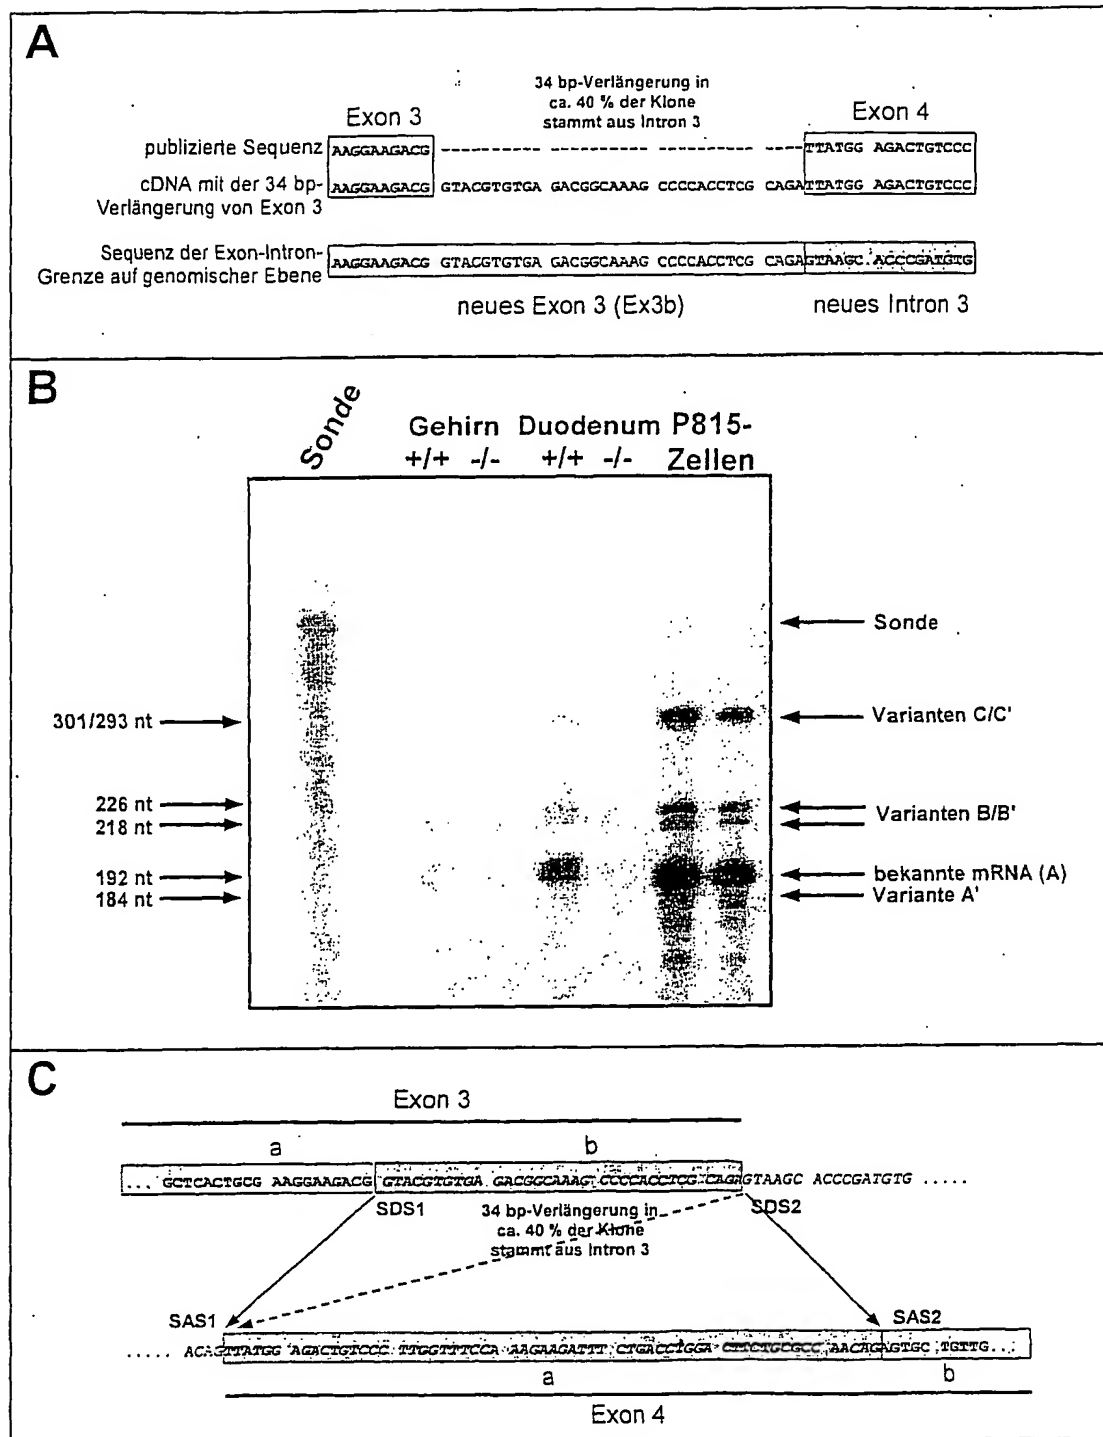 A
34 bp-Verlängerung in
ca. 40 % der Klone
stammt aus Intron 3
Exon 3
Exon 4
publizierte Sequenz AAGGAAGACG ---------- ---------- ---------- ----TTATGG AGACTGTCCC
cDNA mit der 34 bp-
Verlängerung von Exon 3
AAGGAAGACG GTACGTGTGA GACGGCAAAG CCCCACCTCG CAGATTATGG AGACTGTCCC
Sequenz der Exon-Intron-
Grenze auf genomischer Ebene
AAGGAAGACG GTACGTGTGA GACGGCAAAG CCCCACCTCG CAGAGTAAGC ACCCGATGTG
neues Exon 3 (Ex3b)
neues Intron 3
B
Sonde
Gehirn Duodenum P815-
+/+ -/- +/+ -/- Zellen
Sonde
301/293 nt
Varianten C/C'
226 nt
218 nt
Varianten B/B'
192 nt
bekannte mRNA (A)
184 nt
Variante A'
C
Exon 3
a
b
... GCTCACTGCG AAGGAAGACG GTACGTGTGA GACGGCAAAG CCCCACCTCG CAGAGTAAGC ACCCGATGTG .....
SDS1
SDS2
34 bp-Verlängerung in
ca. 40 % der Klone
stammt aus Intron 3
SAS1
SAS2
..... ACAGTTATGG AGACTGTCCC TTGGTTTCCA AAGAAGATTT CTGACCTGGA CTTCTGCGCC AACAGAGTGC TGTTG...
a
b
Exon 4